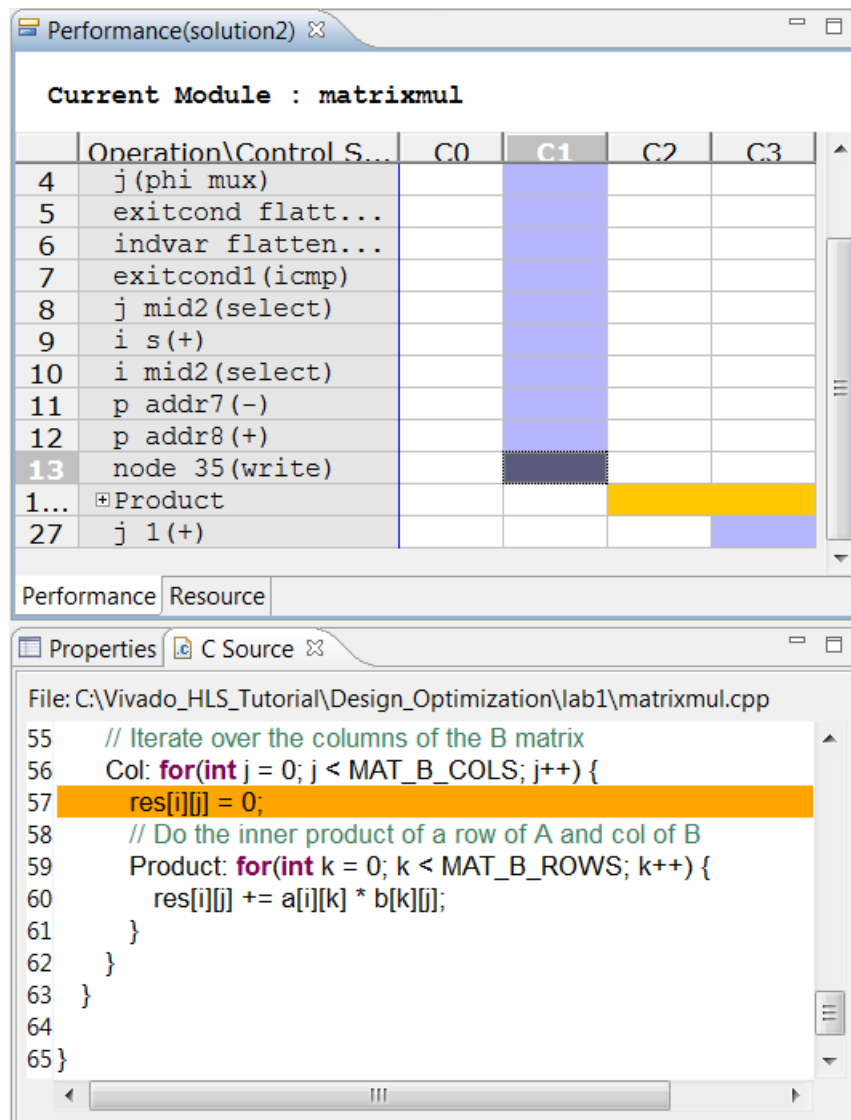 Performance(solution2)
Current Module : matrixmul
Operation\Control S... C0 C1 C2 C3
4 j(phi mux)
5 exitcond flatt...
6 indvar flatten...
7 exitcond1(icmp)
8 j mid2(select)
9 i s(+)
10 i mid2(select)
11 p addr7(-)
12 p addr8(+)
13 node 35(write)
1... Product
27 j 1(+)
Performance Resource
Properties C Source
File: C:\Vivado_HLS_Tutorial\Design_Optimization\lab1\matrixmul.cpp
55 // Iterate over the columns of the B matrix
56 Col: for(int j = 0; j < MAT_B_COLS; j++) {
57 res[i][j] = 0;
58 // Do the inner product of a row of A and col of B
59 Product: for(int k = 0; k < MAT_B_ROWS; k++) {
60 res[i][j] += a[i][k] * b[k][j];
61 }
62 }
63 }
64
65 }